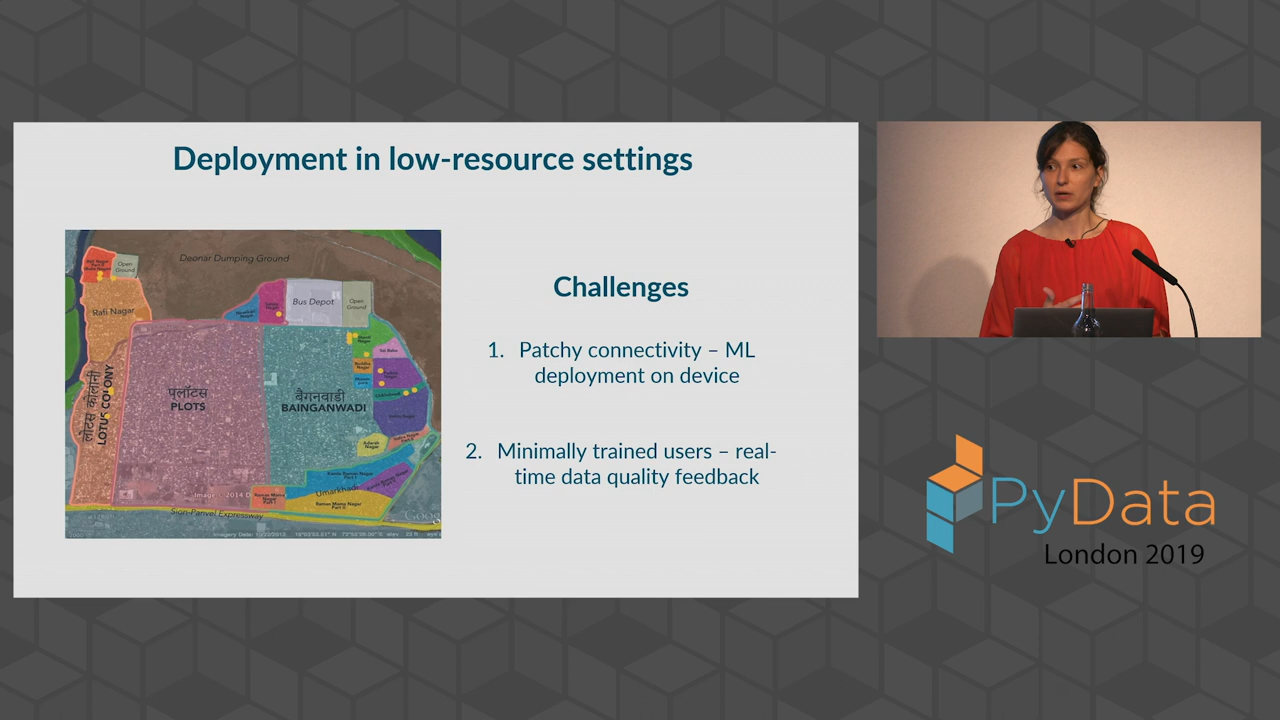 Deployment in low-resource settings
Deonar Dumping Ground
Open
Ground
Bus Depot
Open
Ground
Rafi Nagar
लोटस कोलोनी
LOTUS COLONY
प्लॉटस
PLOTS
बैगनवाडी
BAINGANWADI
Adarsh
Nagar
Umarkhadi
Image © 2014 D
Sion-Panvel Expressway
Challenges
1. Patchy connectivity – ML
deployment on device
2. Minimally trained users – real-
time data quality feedback
PyData
London 2019